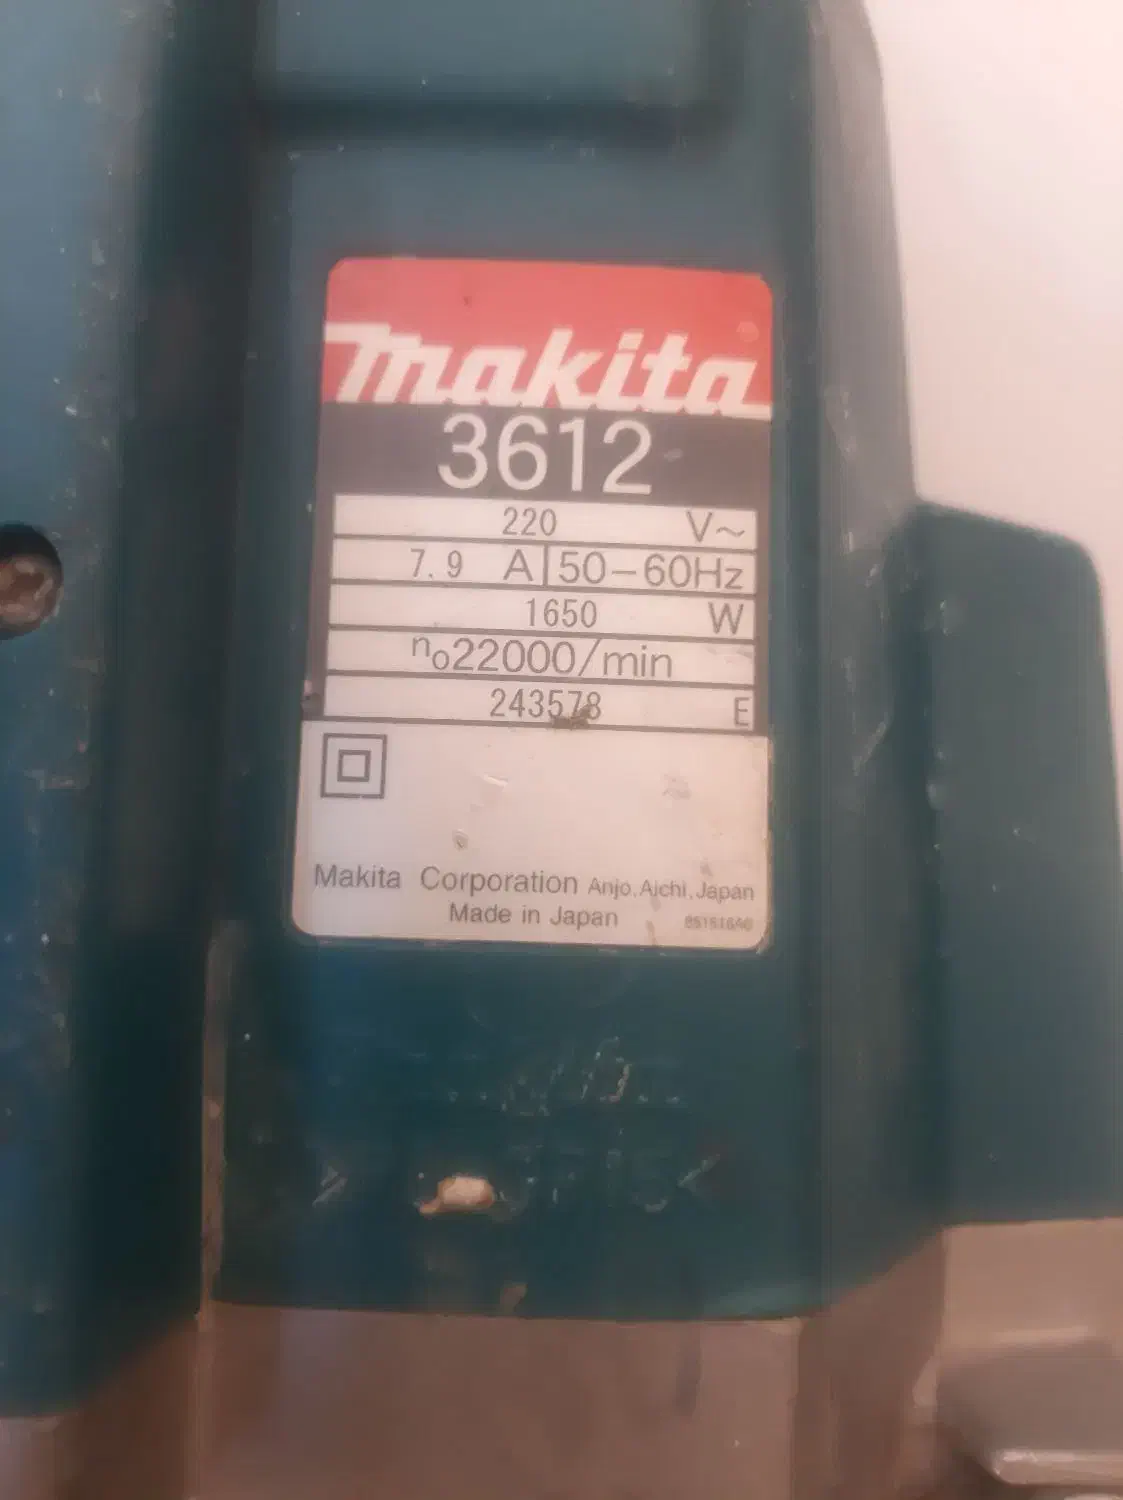 makita
3612
220 V~
7.9 A 50-60Hz
1650 W
no22000/min
243578 E
Makita Corporation Anjo, Aichi, Japan
Made in Japan